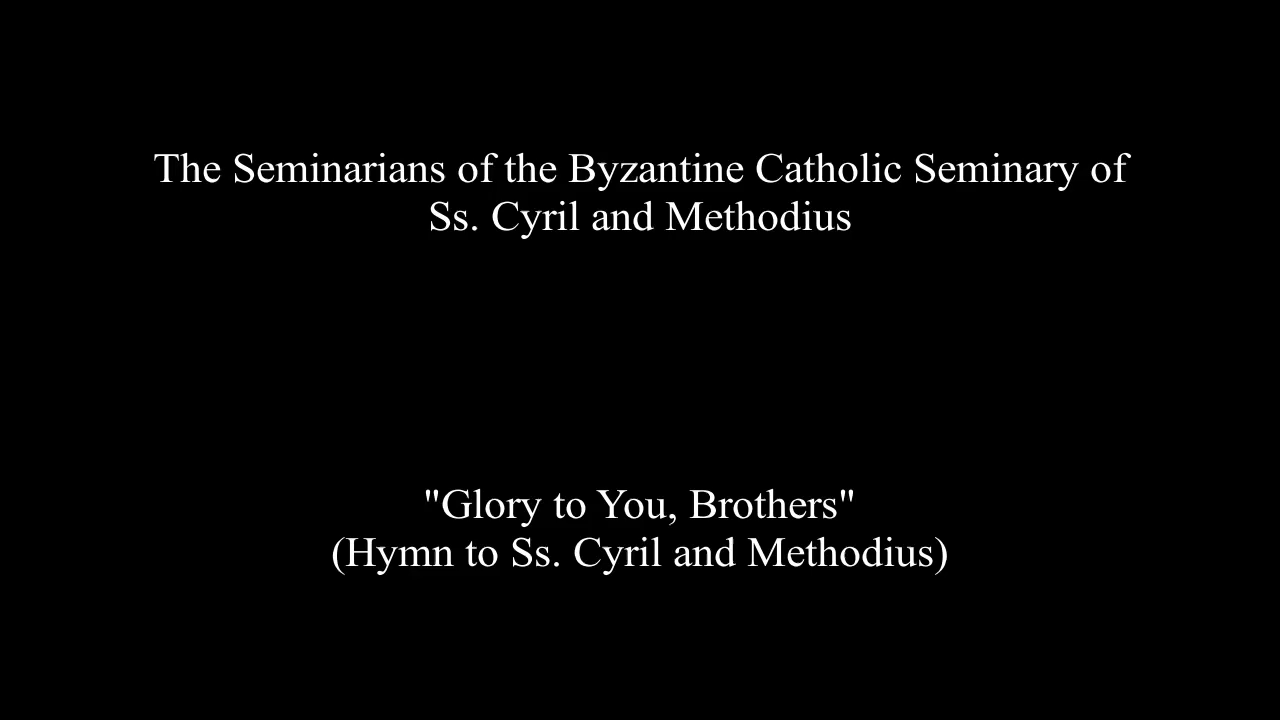 The Seminarians of the Byzantine Catholic Seminary of
Ss. Cyril and Methodius
"Glory to You, Brothers"
(Hymn to Ss. Cyril and Methodius)